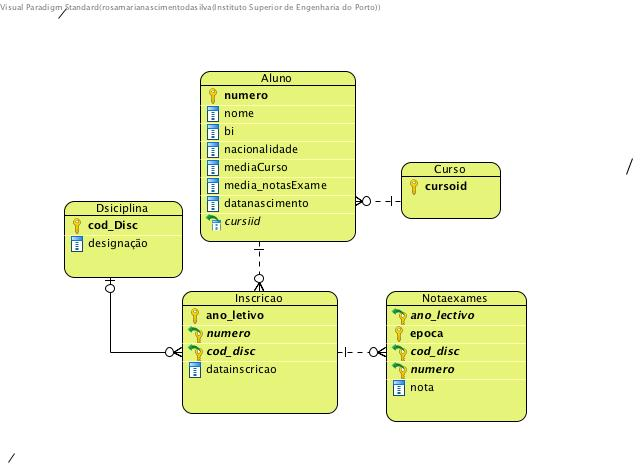 Visual Paradigm Standard(rosamarianascimentodasilva(Instituto Superior de Engenharia do Porto))
Aluno
numero
nome
bi
nacionalidade
mediaCurso
media_notasExame
datanascimento
cursiid
Curso
cursoid
Dsiciplina
cod_Disc
designação
Inscricao
ano_letivo
numero
cod_disc
datainscricao
Notaexames
ano_lectivo
epoca
cod_disc
numero
nota